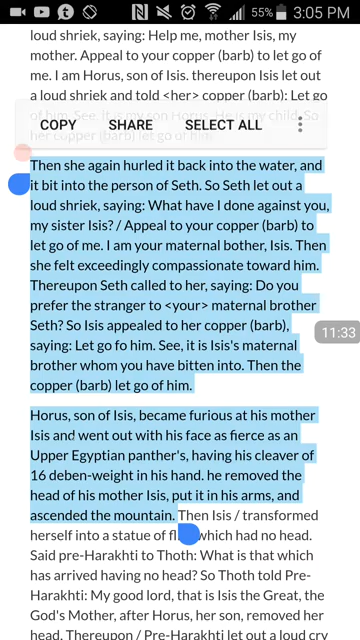 55% 3:05 PM
loud shriek, saying: Help me, mother Isis, my
mother. Appeal to your copper (barb) to let go of
me. I am Horus, son of Isis. thereupon Isis let out
a loud shriek and told <her> copper (barb): Let go
of him. See, It is my son Horus. He is my child. So
COPY SHARE SELECT ALL
her copper (barb) let go of him.
Then she again hurled it back into the water, and
it bit into the person of Seth. So Seth let out a
loud shriek, saying: What have I done against you,
my sister Isis? / Appeal to your copper (barb) to
let go of me. I am your maternal bother, Isis. Then
she felt exceedingly compassionate toward him.
Thereupon Seth called to her, saying: Do you
prefer the stranger to <your> maternal brother
Seth? So Isis appealed to her copper (barb),
11:33
saying: Let go fo him. See, it is Isis's maternal
brother whom you have bitten into. Then the
copper (barb) let go of him.
Horus, son of Isis, became furious at his mother
Isis and went out with his face as fierce as an
Upper Egyptian panther's, having his cleaver of
16 deben-weight in his hand. he removed the
head of his mother Isis, put it in his arms, and
ascended the mountain. Then Isis / transformed
herself into a statue of fl which had no head.
Said pre-Harakhti to Thoth: What is that which
has arrived having no head? So Thoth told Pre-
Harakhti: My good lord, that is Isis the Great, the
God's Mother, after Horus, her son, removed her
head. Thereupon / Pre-Harakhti let out a loud cry